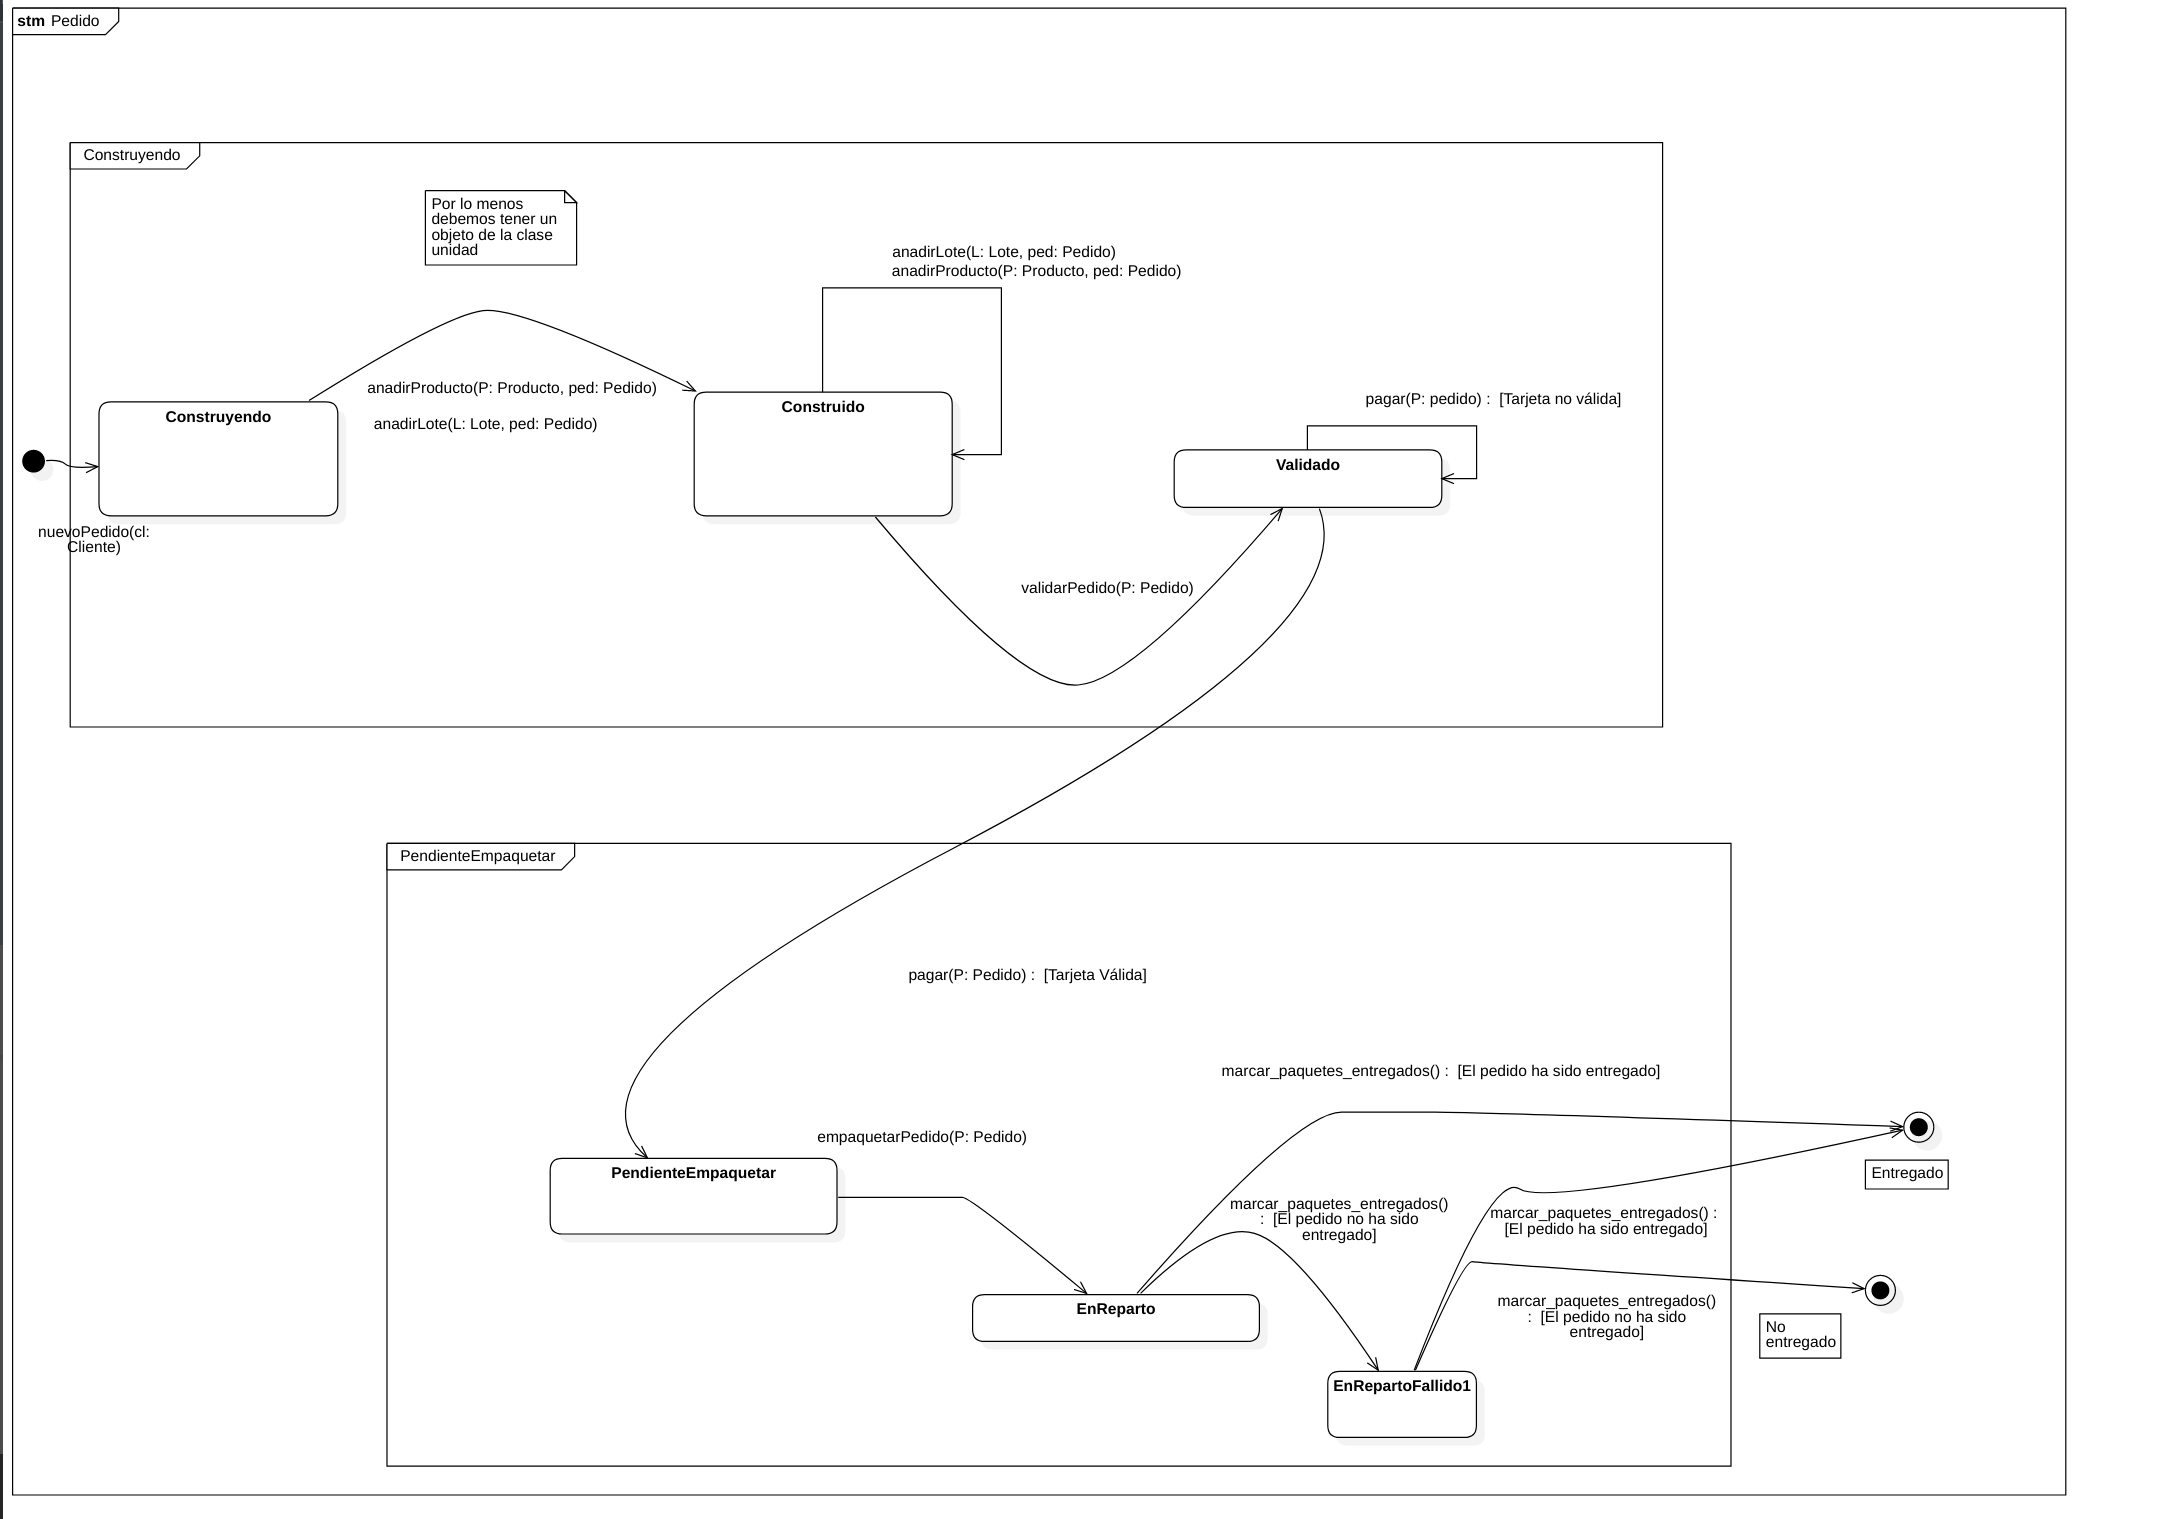 stm Pedido
Construyendo
Por lo menos
debemos tener un
objeto de la clase
unidad
anadirLote(L: Lote, ped: Pedido)
anadirProducto(P: Producto, ped: Pedido)
anadirProducto(P: Producto, ped: Pedido)
anadirLote(L: Lote, ped: Pedido)
Construyendo
Construido
pagar(P: pedido) :  [Tarjeta no válida]
Validado
nuevoPedido(cl:
Cliente)
validarPedido(P: Pedido)
PendienteEmpaquetar
pagar(P: Pedido) :  [Tarjeta Válida]
marcar_paquetes_entregados() :  [El pedido ha sido entregado]
empaquetarPedido(P: Pedido)
PendienteEmpaquetar
Entregado
marcar_paquetes_entregados()
:  [El pedido no ha sido
entregado]
marcar_paquetes_entregados() :
[El pedido ha sido entregado]
EnReparto
marcar_paquetes_entregados()
:  [El pedido no ha sido
entregado]
No
entregado
EnRepartoFallido1